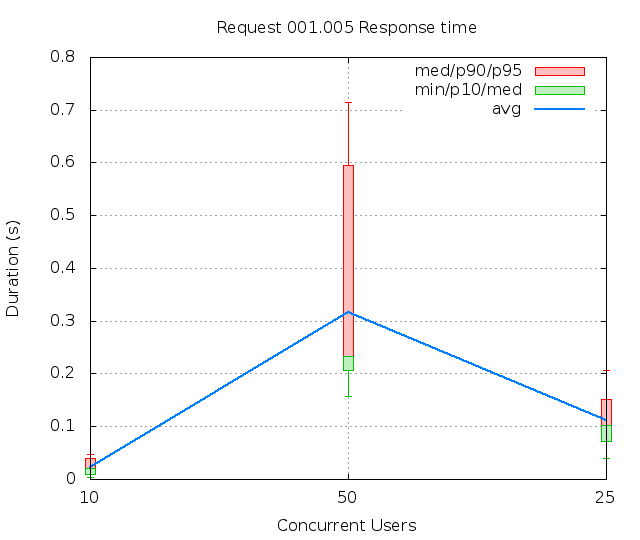 Request 001.005 Response time
med/p90/p95
min/p10/med
avg
0.8
0.7
0.6
0.5
0.4
0.3
0.2
0.1
0
Duration (s)
10 50 25
Concurrent Users